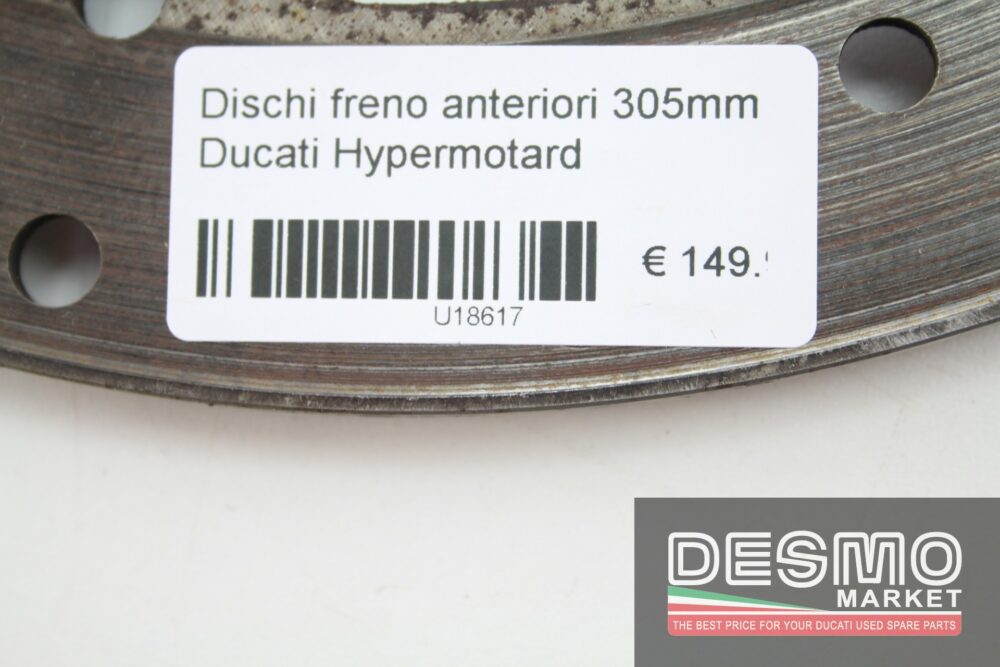 Dischi freno anteriori 305mm
Ducati Hypermotard
€ 149.
U18617
DESMO
MARKET
THE BEST PRICE FOR YOUR DUCATI USED SPARE PARTS